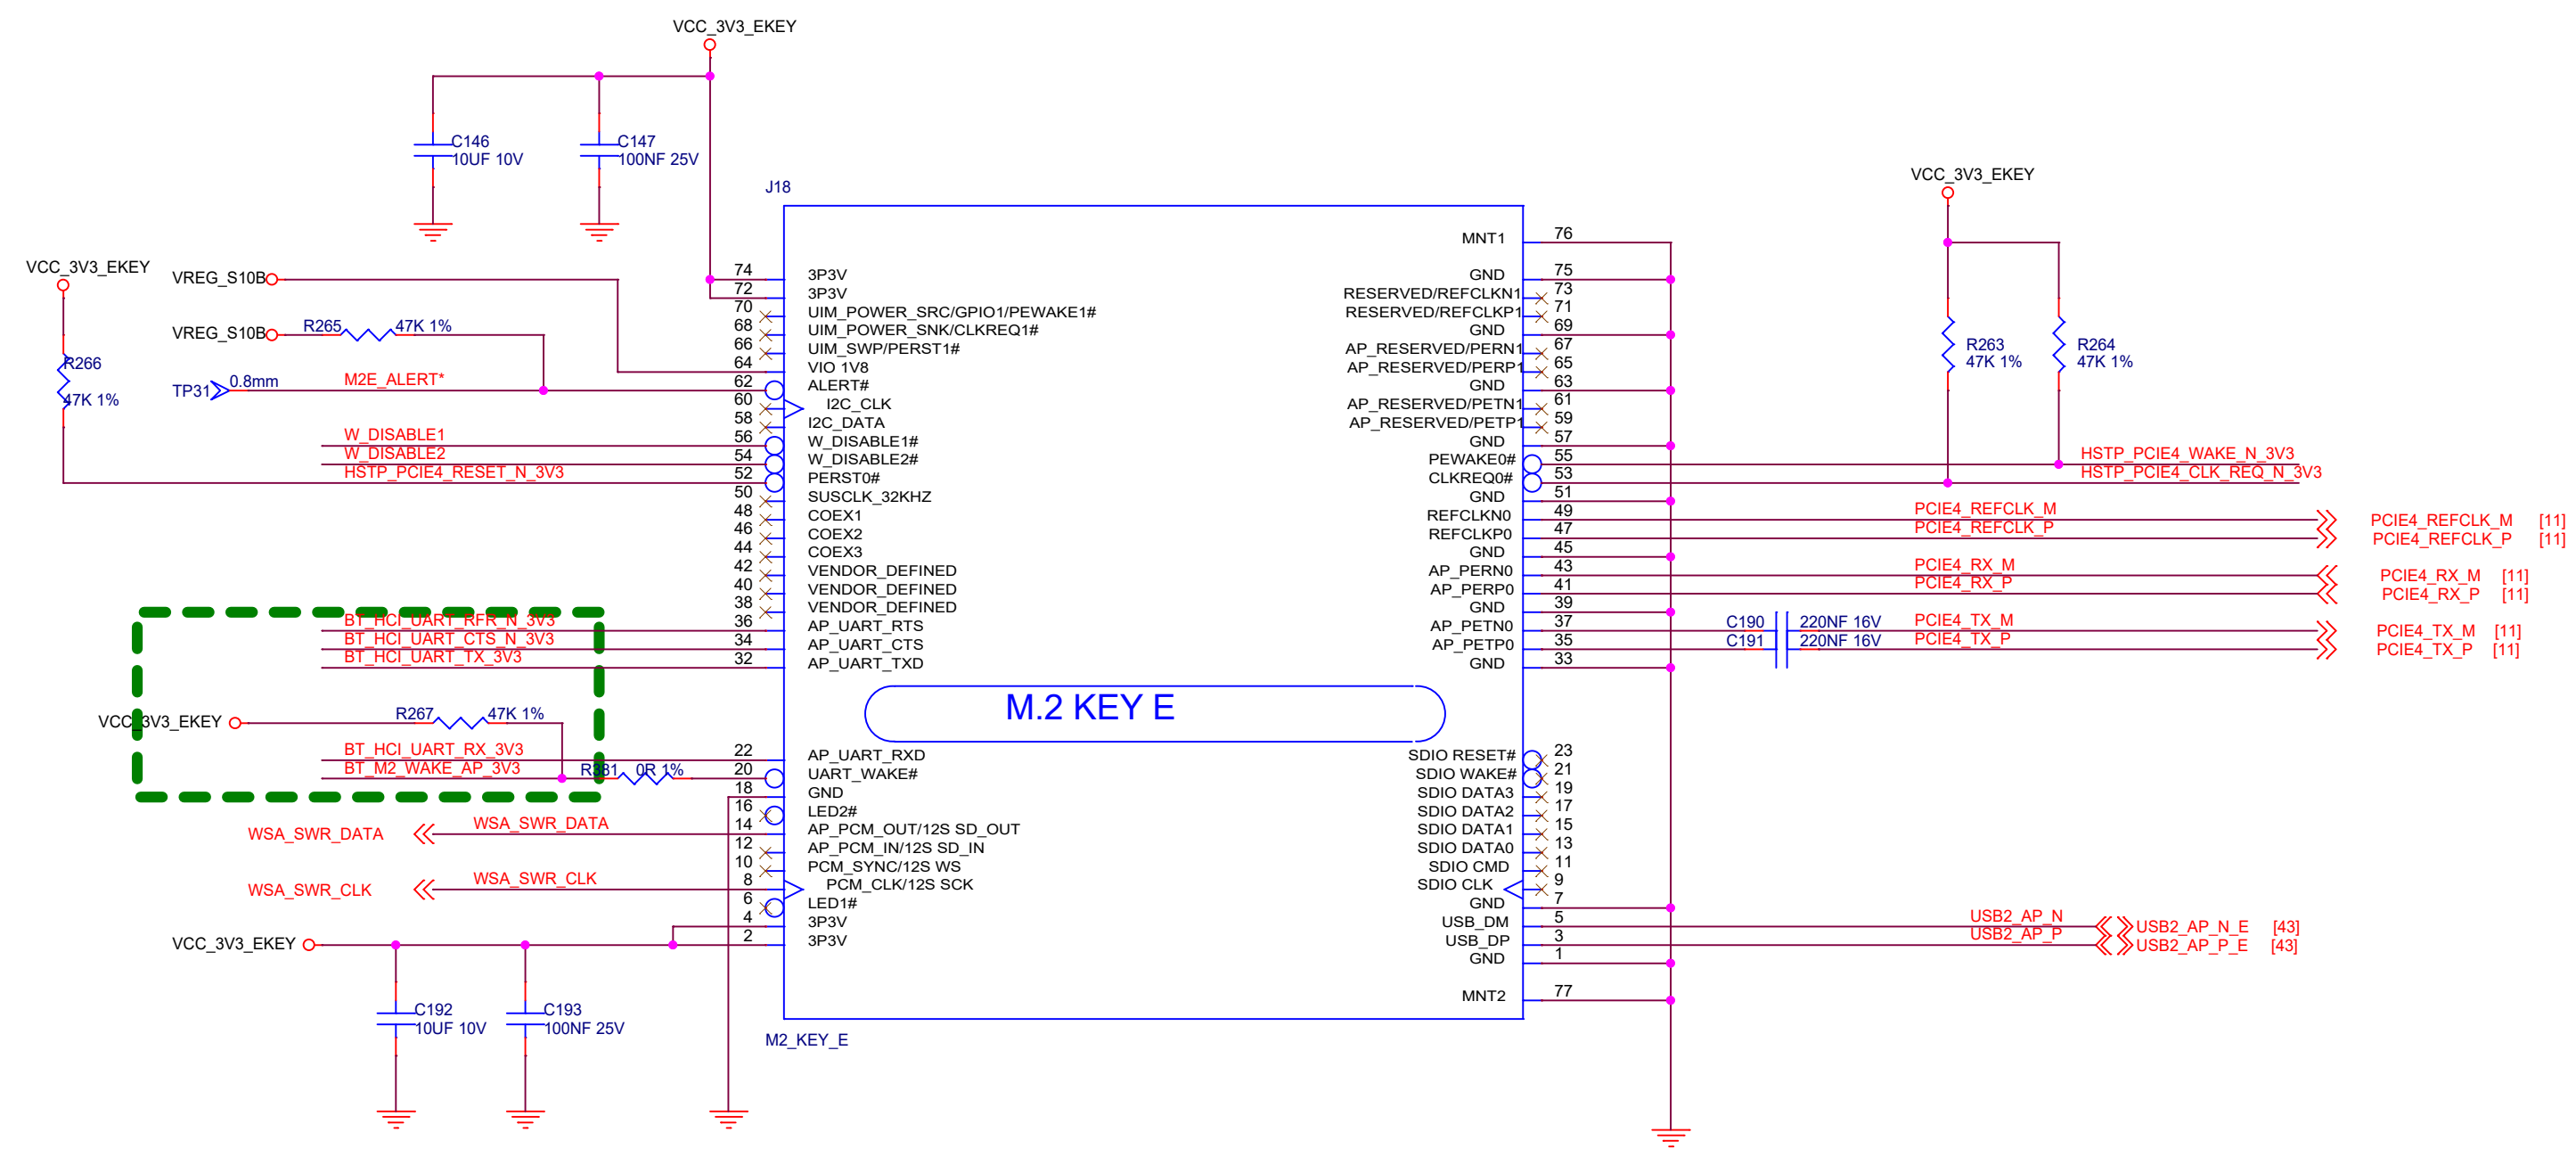 VCC_3V3_EKEY
C146
10UF 10V
C147
100NF 25V
J18
VCC_3V3_EKEY
R266
47K 1%
VREG_S10B
VREG_S10B
R265
47K 1%
TP31
0.8mm
M2E_ALERT*
W_DISABLE1
W_DISABLE2
HSTP_PCIE4_RESET_N_3V3
BT_HCI_UART_RFR_N_3V3
BT_HCI_UART_CTS_N_3V3
BT_HCI_UART_TX_3V3
VCC_3V3_EKEY
R267
47K 1%
BT_HCI_UART_RX_3V3
BT_M2_WAKE_AP_3V3
R381
0R 1%
WSA_SWR_DATA
WSA_SWR_DATA
WSA_SWR_CLK
WSA_SWR_CLK
VCC_3V3_EKEY
C192
10UF 10V
C193
100NF 25V
74 3P3V
72 3P3V
70 UIM_POWER_SRC/GPIO1/PEWAKE1#
68 UIM_POWER_SNK/CLKREQ1#
66 UIM_SWP/PERST1#
64 VIO 1V8
62 ALERT#
60 I2C_CLK
58 I2C_DATA
56 W_DISABLE1#
54 W_DISABLE2#
52 PERST0#
50 SUSCLK_32KHZ
48 COEX1
46 COEX2
44 COEX3
42 VENDOR_DEFINED
40 VENDOR_DEFINED
38 VENDOR_DEFINED
36 AP_UART_RTS
34 AP_UART_CTS
32 AP_UART_TXD
M.2 KEY E
22 AP_UART_RXD
20 UART_WAKE#
18 GND
16 LED2#
14 AP_PCM_OUT/12S SD_OUT
12 AP_PCM_IN/12S SD_IN
10 PCM_SYNC/12S WS
8 PCM_CLK/12S SCK
6 LED1#
4 3P3V
2 3P3V
M2_KEY_E
MNT1 76
GND 75
RESERVED/REFCLKN1 73
RESERVED/REFCLKP1 71
GND 69
AP_RESERVED/PERN1 67
AP_RESERVED/PERP1 65
GND 63
AP_RESERVED/PETN1 61
AP_RESERVED/PETP1 59
GND 57
PEWAKE0# 55
CLKREQ0# 53
GND 51
REFCLKN0 49
REFCLKP0 47
GND 45
AP_PERN0 43
AP_PERP0 41
GND 39
AP_PETN0 37
AP_PETP0 35
GND 33
SDIO RESET# 23
SDIO WAKE# 21
SDIO DATA3 19
SDIO DATA2 17
SDIO DATA1 15
SDIO DATA0 13
SDIO CMD 11
SDIO CLK 9
GND 7
USB_DM 5
USB_DP 3
GND 1
MNT2 77
VCC_3V3_EKEY
R263
47K 1%
R264
47K 1%
HSTP_PCIE4_WAKE_N_3V3
HSTP_PCIE4_CLK_REQ_N_3V3
PCIE4_REFCLK_M PCIE4_REFCLK_M [11]
PCIE4_REFCLK_P PCIE4_REFCLK_P [11]
PCIE4_RX_M PCIE4_RX_M [11]
PCIE4_RX_P PCIE4_RX_P [11]
C190 220NF 16V PCIE4_TX_M PCIE4_TX_M [11]
C191 220NF 16V PCIE4_TX_P PCIE4_TX_P [11]
USB2_AP_N USB2_AP_N_E [43]
USB2_AP_P USB2_AP_P_E [43]